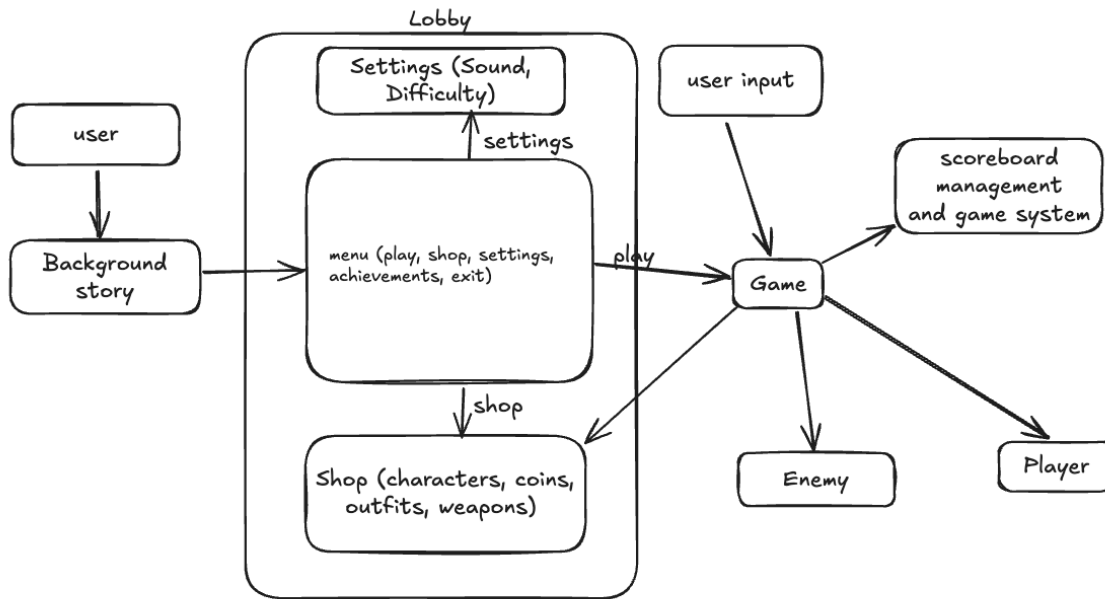 Lobby
Settings (Sound,
Difficulty)
user input
user
settings
scoreboard
management
and game system
Background
story
menu (play, shop, settings,
achievements, exit)
play
Game
shop
Shop (characters, coins,
outfits, weapons)
Enemy
Player